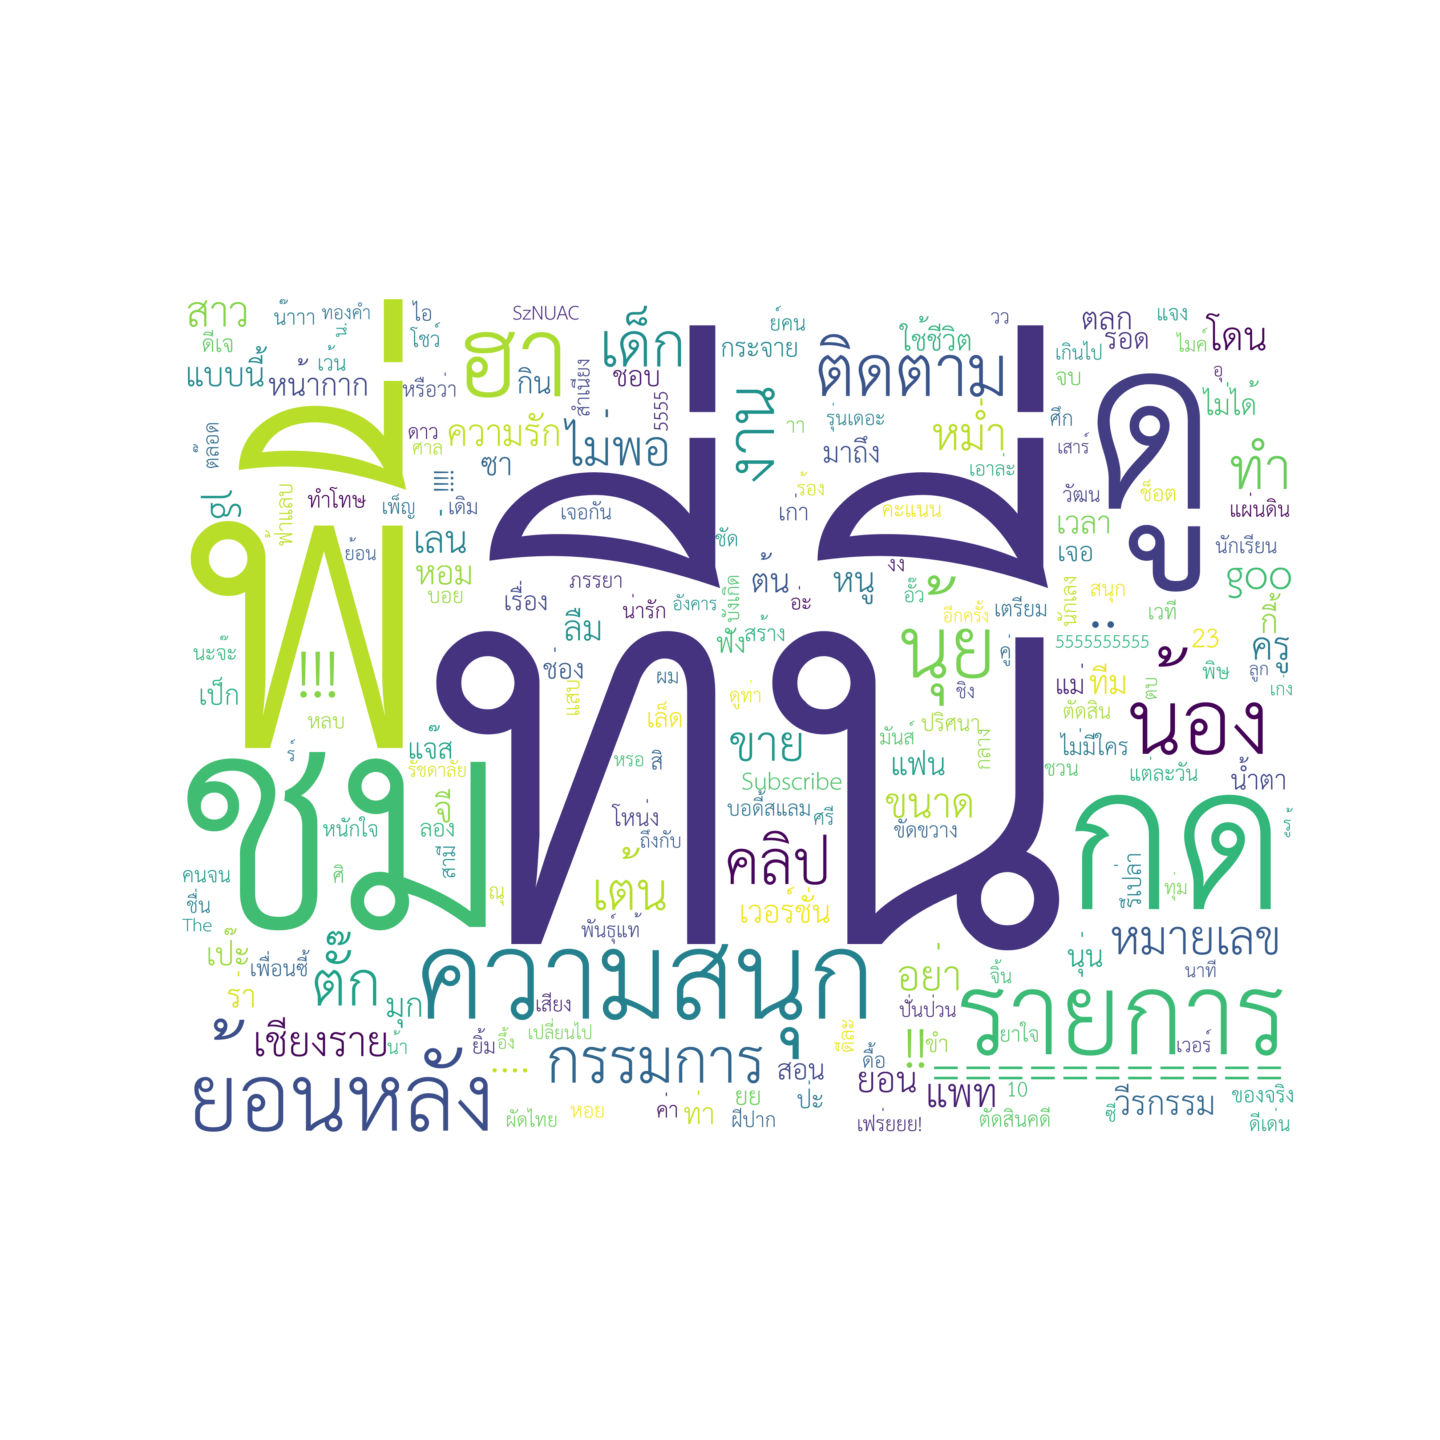 สาว
น๊าาา
ทองคำ
ไอ
SzNUAC
ย์คน
วว
ตลก
แจง
ดีเจ
เว้น
โชว์
ฮา
เด็ก
กระจาย
ติดตาม
ใช้ชีวิต
เกินไป
รอด
ไมค์
โดน
แบบนี้
หน้ากาก
หรือว่า
กิน
สำเนียง
ชอบ
จบ
อุ
ไม่ได้
พี่
ที่นี่
ดู
ตล๊อด
ดาว
ศาล
ความรัก
ไม่พอ
5555
งาน
าา
รุ่นเดอะ
หม่ำ
ศึก
เสาร์
ซา
มาถึง
เอาล่ะ
ทำ
!!!!
ฟ้าแลบ
ทำโทษ
เพ็ญ
เดิม
เจอกัน
ร้อง
เก่า
คะแนน
วัฒน
ช็อต
แผ่นดิน
ย้อน
เล่น
ชัด
เวลา
เจอ
นักเรียน
หอม
บอย
เรื่อง
ภรรยา
น่ารัก
อังคาร
บังเกิด
ต้น
อ่ะ
หนู
งง
อั๊ว
นุ้ย
เตรียม
อีกครั้ง
นักเลง
สนุก
เวที
goo
กี้
ลืม
ฟัง
สร้าง
คู่
5555555555
23
ครู
นะจ๊ะ
!!!
ช่อง
ผม
แม่
ทีม
พิษ
ลูก
เป็ก
หลบ
แสบ
เล็ด
ดูท่า
ชิง
ปริศนา
ตัดสิน
ตบ
น้อง
เก่ง
แจ๊ส
รัชดาลัย
หรอ
สิ
ขาย
มันส์
กลาง
ไม่มีใคร
ชม
Subscribe
แฟน
ชวน
แต่ละวัน
น้ำตา
จี
หนักใจ
ลอง
สามี
โหน่ง
ถึงกับ
บอดี้สแลม
ศรี
ขนาด
ขัดขวาง
กด
คนจน
ศิ
ณุ
เต้น
คลิป
รึเปล่า
ทุ่ม
ชื่น
The
เวอร์ชั่น
พันธุ์แท้
เป๊ะ
เพื่อนซี้
ตั๊ก
ความสนุก
หมายเลข
นุ่น
นาที
ร่า
มุก
เสียง
อย่า
จิ้น
ปั่นป่วน
รายการ
เชียงราย
น้า
ยิ้ม
อึ้ง
เปลี่ยนไป
ดีละ
!!
ขำ
ยาใจ
เวอร์
ย้อนหลัง
....
กรรมการ
สอน
ดื้อ
===========
ยอน
แพท
10
วีรกรรม
ของจริง
ผัดไทย
หอย
ค่า
ท่า
ยย
ผีปาก
ป่ะ
เฟร่ยยย!
ตัดสินคดี
ซี
ดีเด่น